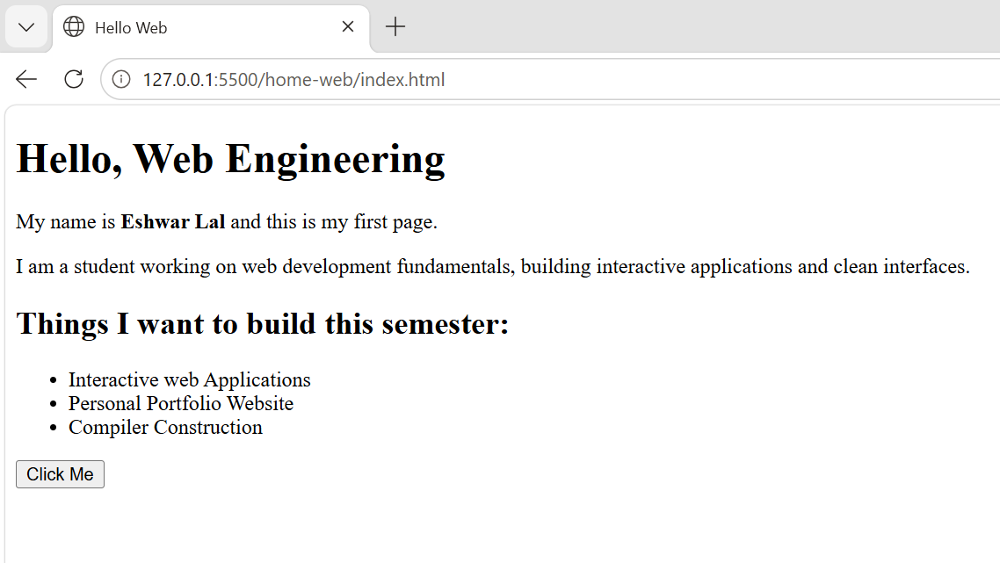 Hello Web
127.0.0.1:5500/home-web/index.html
Hello, Web Engineering
My name is Eshwar Lal and this is my first page.
I am a student working on web development fundamentals, building interactive applications and clean interfaces.
Things I want to build this semester:
Interactive web Applications
Personal Portfolio Website
Compiler Construction
Click Me